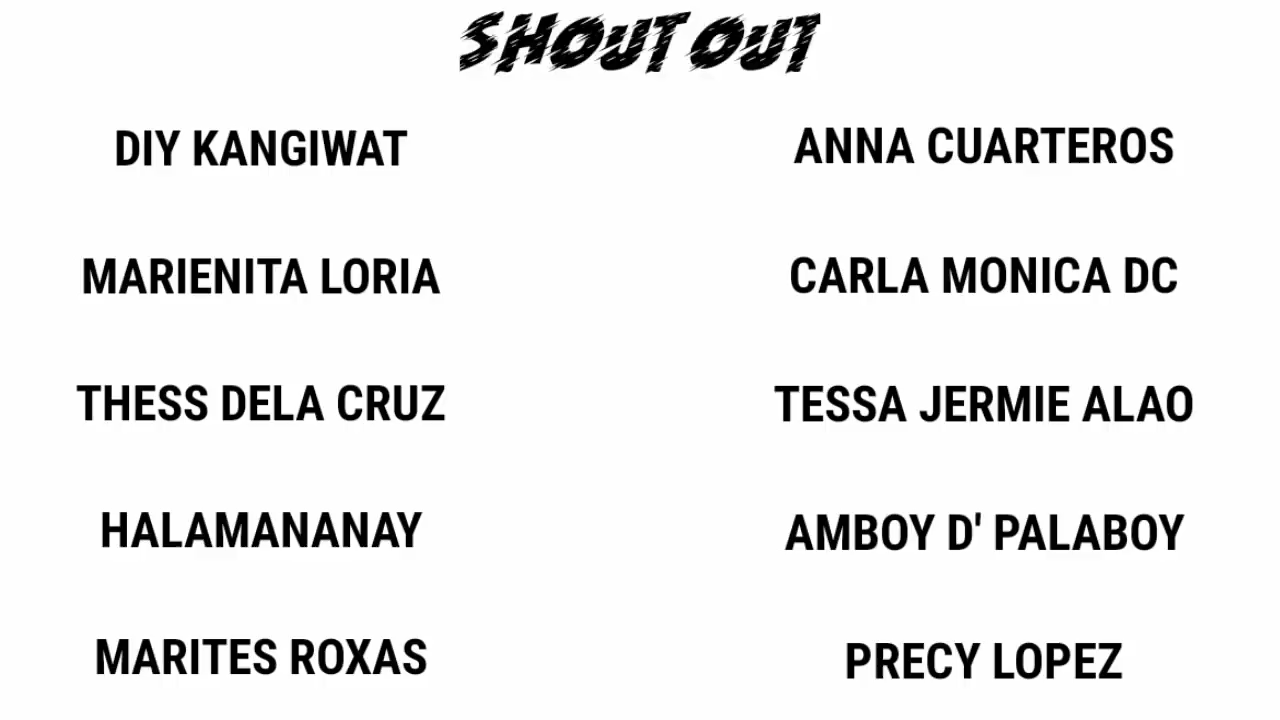 SHOUT OUT
DIY KANGIWAT
ANNA CUARTEROS
MARIENITA LORIA
CARLA MONICA DC
THESS DELA CRUZ
TESSA JERMIE ALAO
HALAMANANAY
AMBOY D' PALABOY
MARITES ROXAS
PRECY LOPEZ